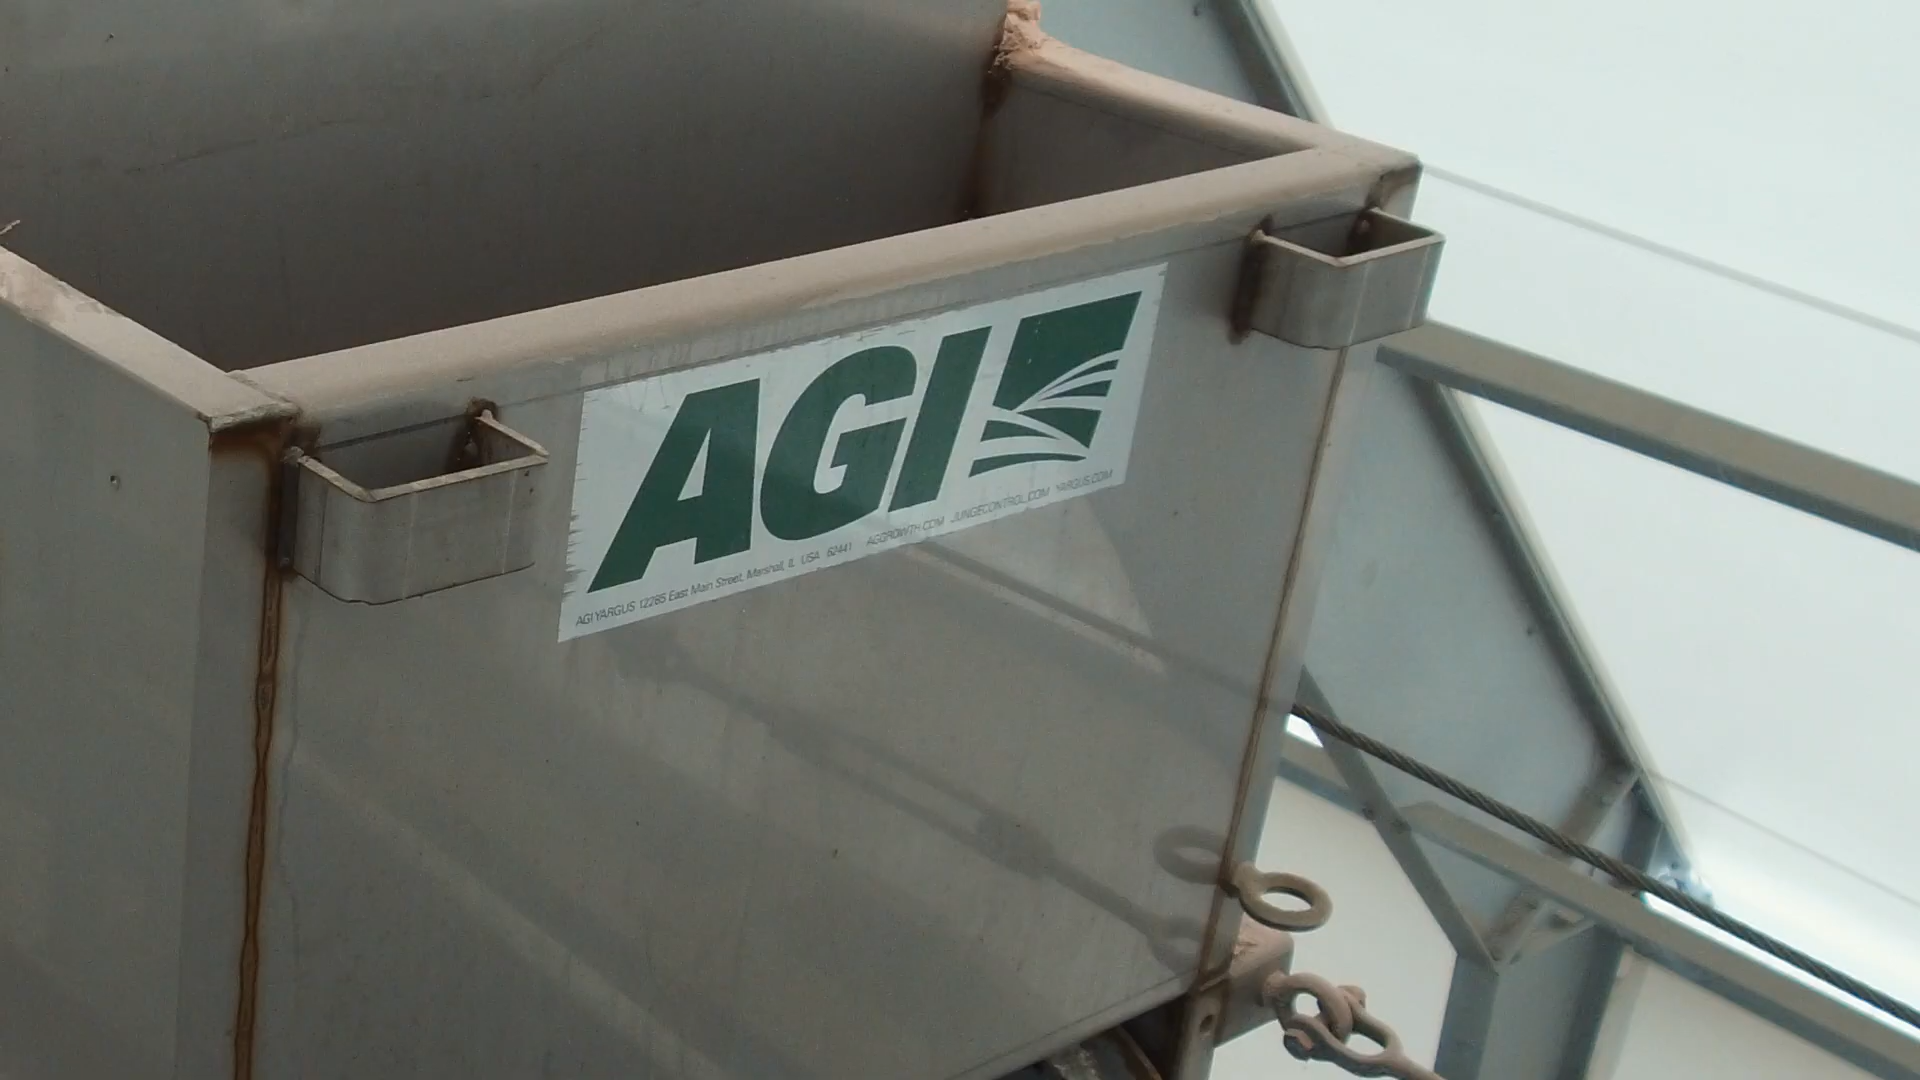 AGI
AGI YARGUS 12285 East Main Street, Marshall, IL USA 62441 AGGROWTH.COM JUNGECONTROL.COM YARGUS.COM